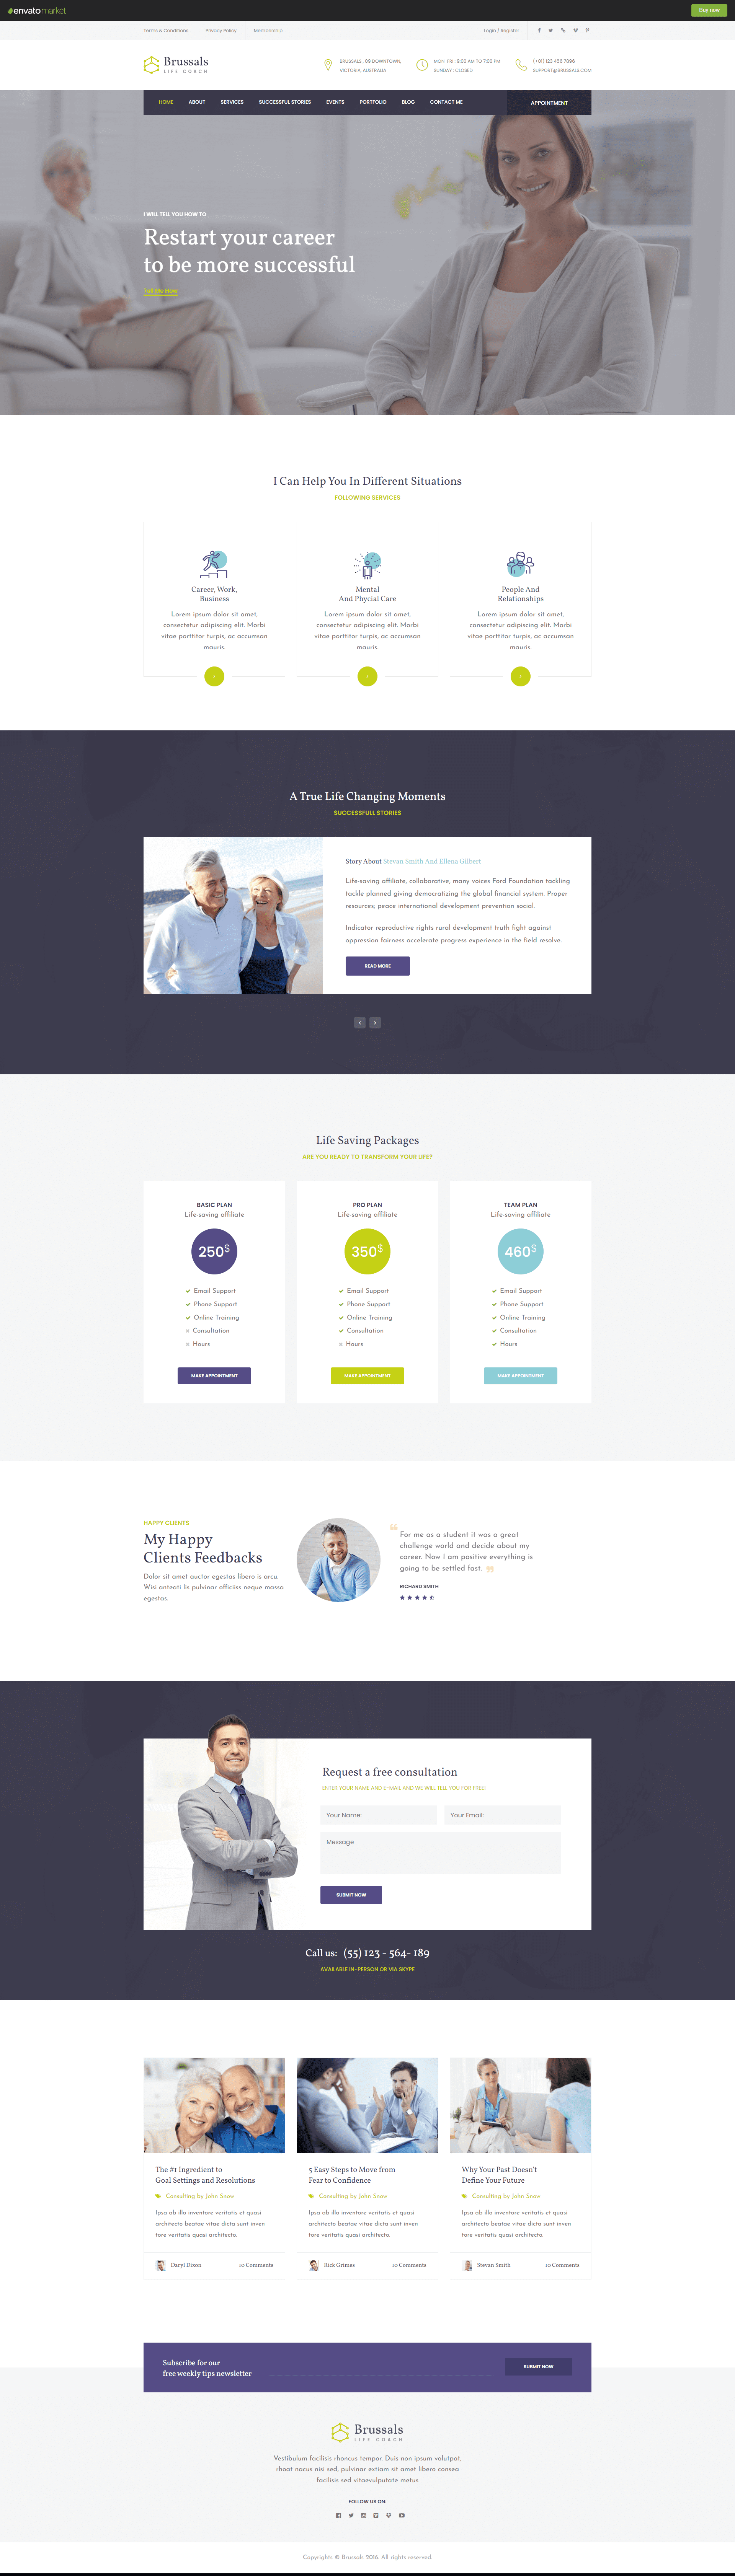 envatomarket
Buy now
Terms & Conditions
Privacy Policy
Membership
Login / Register
Brussals
LIFE COACH
BRUSSALS , 05 DOWNTOWN,
VICTORIA, AUSTRALIA
MON-FRI : 9:00 AM TO 7:00 PM
SUNDAY : CLOSED
(+01) 123 456 7896
SUPPORT@BRUSSALS.COM
HOME
ABOUT
SERVICES
SUCCESSFUL STORIES
EVENTS
PORTFOLIO
BLOG
CONTACT ME
APPOINTMENT
I WILL TELL YOU HOW TO
Restart your career
to be more successful
Tell Me How
I Can Help You In Different Situations
FOLLOWING SERVICES
Career, Work,
Business
Lorem ipsum dolor sit amet,
consectetur adipiscing elit. Morbi
vitae porttitor turpis, ac accumsan
mauris.
Mental
And Phycial Care
Lorem ipsum dolor sit amet,
consectetur adipiscing elit. Morbi
vitae porttitor turpis, ac accumsan
mauris.
People And
Relationships
Lorem ipsum dolor sit amet,
consectetur adipiscing elit. Morbi
vitae porttitor turpis, ac accumsan
mauris.
A True Life Changing Moments
SUCCESSFULL STORIES
Story About Stevan Smith And Ellena Gilbert
Life-saving affiliate, collaborative, many voices Ford Foundation tackling
tackle planned giving democratizing the global financial system: Proper
resources; peace international development prevention social.
Indicator reproductive rights rural development truth fight against
oppression fairness accelerate progress experience in the field resolve.
READ MORE
Life Saving Packages
ARE YOU READY TO TRANSFORM YOUR LIFE?
BASIC PLAN
Life-saving affiliate
250$
Email Support
Phone Support
Online Training
Consultation
Hours
MAKE APPOINTMENT
PRO PLAN
Life-saving affiliate
350$
Email Support
Phone Support
Online Training
Consultation
Hours
MAKE APPOINTMENT
TEAM PLAN
Life-saving affiliate
460$
Email Support
Phone Support
Online Training
Consultation
Hours
MAKE APPOINTMENT
HAPPY CLIENTS
My Happy
Clients Feedbacks
Dolor sit amet auctor egestas libero is arcu.
Wisi onteati lis pulvinar officiiss neque massa
egestas.
For me as a student it was a great
challenge world and decide about my
career. Now I am positive everything is
going to be settled fast.
RICHARD SMITH
Request a free consultation
ENTER YOUR NAME AND E-MAIL AND WE WILL TELL YOU FOR FREE!
Your Name:
Your Email:
Message
SUBMIT NOW
Call us: (55) 123 - 564- 189
AVAILABLE IN-PERSON OR VIA SKYPE
The #1 Ingredient to
Goal Settings and Resolutions
Consulting by John Snow
Ipsa ab illo inventore veritatis et quasi
architecto beatae vitae dicta sunt inven
tore veritatis quasi architecto.
Daryl Dixon
10 Comments
5 Easy Steps to Move from
Fear to Confidence
Consulting by John Snow
Ipsa ab illo inventore veritatis et quasi
architecto beatae vitae dicta sunt inven
tore veritatis quasi architecto.
Rick Grimes
10 Comments
Why Your Past Doesn't
Define Your Future
Consulting by John Snow
Ipsa ab illo inventore veritatis et quasi
architecto beatae vitae dicta sunt inven
tore veritatis quasi architecto.
Stevan Smith
10 Comments
Subscribe for our
free weekly tips newsletter
SUBMIT NOW
Brussals
LIFE COACH
Vestibulum facilisis rhoncus tempor. Duis non ipsum volutpat,
rhoat nacus nisi sed, pulvinar extiam sit amet libero consea
facilisis sed vitaevulputate metus
FOLLOW US ON:
Copyrights © Brussals 2016. All rights reserved.